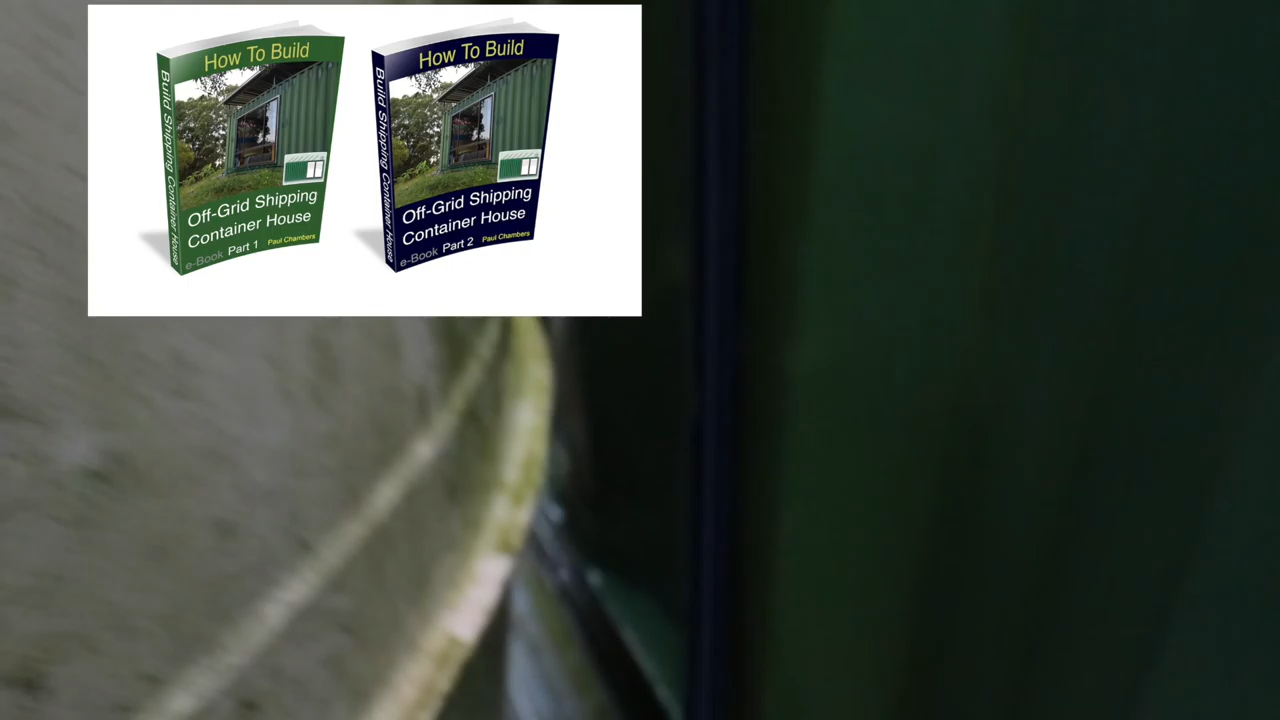 How To Build
Build Shipping Container House
Off-Grid Shipping
Container House
e-Book Part 1 Paul Chambers
How To Build
Build Shipping Container House
Off-Grid Shipping
Container House
e-Book Part 2 Paul Chambers